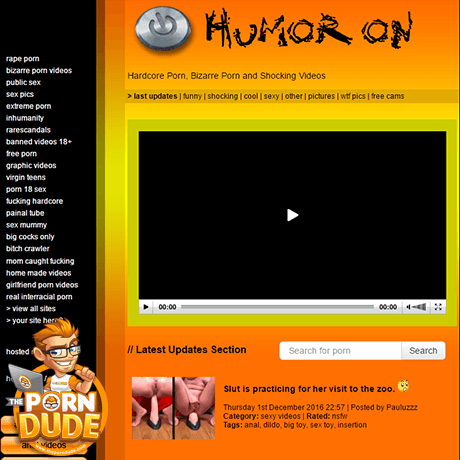 HUMOR ON
Hardcore Porn, Bizarre Porn and Shocking Videos
> last updates | funny | shocking | cool | sexy | other | pictures | wtf pics | free cams
rape porn
bizarre porn videos
public sex
sex pics
extreme porn
inhumanity
rarescandals
banned videos 18+
free porn
graphic videos
virgin teens
porn 18 sex
fucking hardcore
painal tube
sex mummy
big cocks only
bitch crawler
mom caught fucking
home made videos
girlfriend porn videos
real interracial porn
> view all sites
> your site here?
hosted
THE
PORN
DUDE
videos
00:00 00:00
// Latest Updates Section
Search for porn Search
Slut is practicing for her visit to the zoo.
Thursday 1st December 2016 22:57 | Posted by Pauluzzz
Category: sexy videos | Rated: nsfw
Tags: anal, dildo, big toy, sex toy, insertion